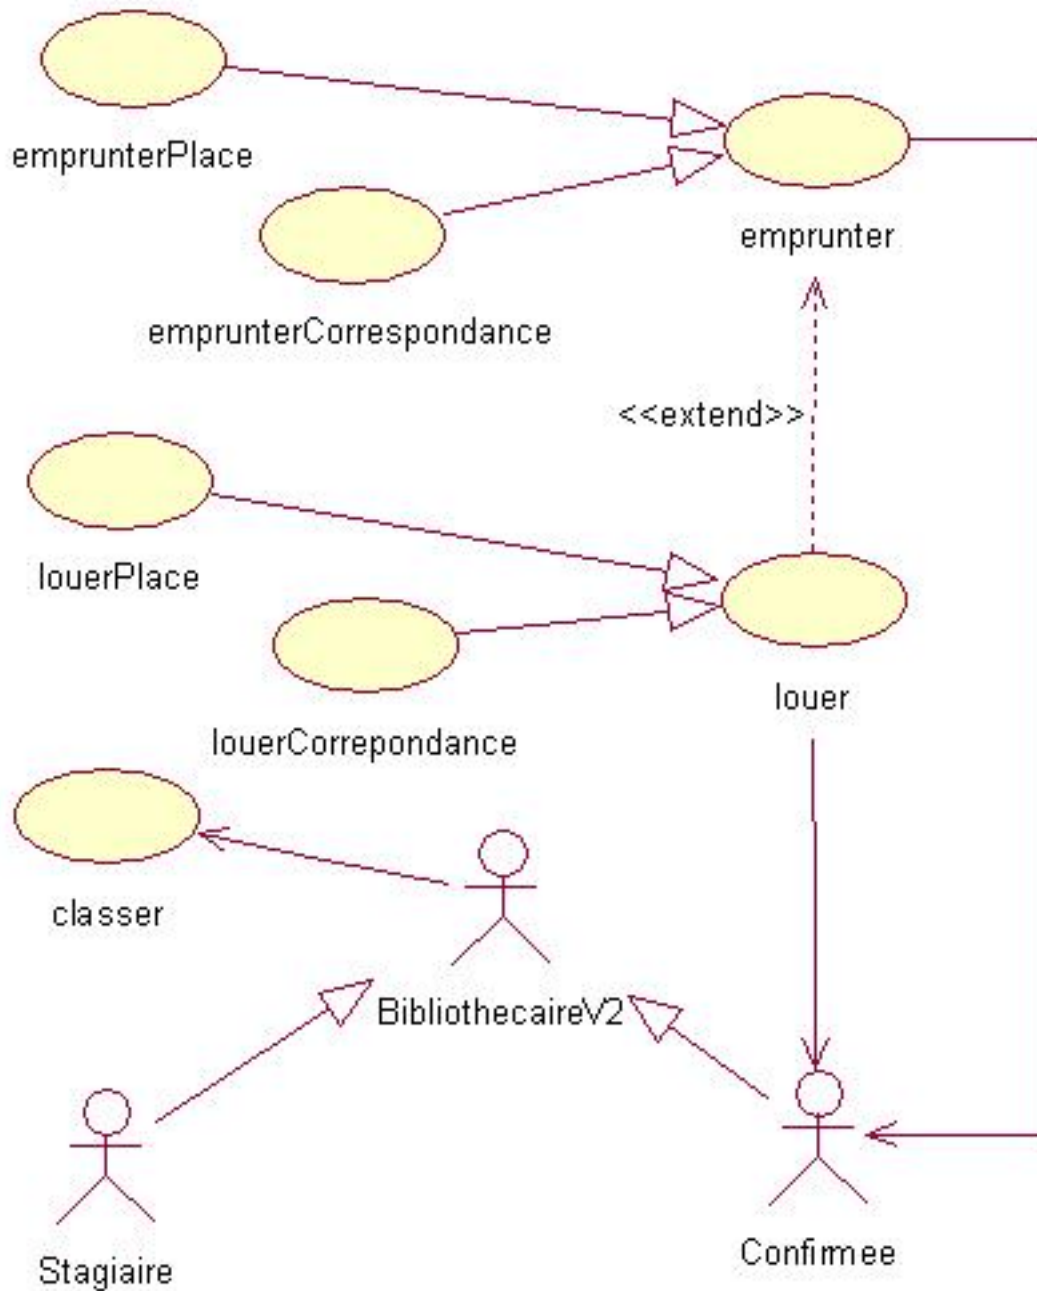 emprunterPlace
emprunter
emprunterCorrespondance
<<extend>>
louerPlace
louer
louerCorrepondance
classer
BibliothecaireV2
Confirmee
Stagiaire